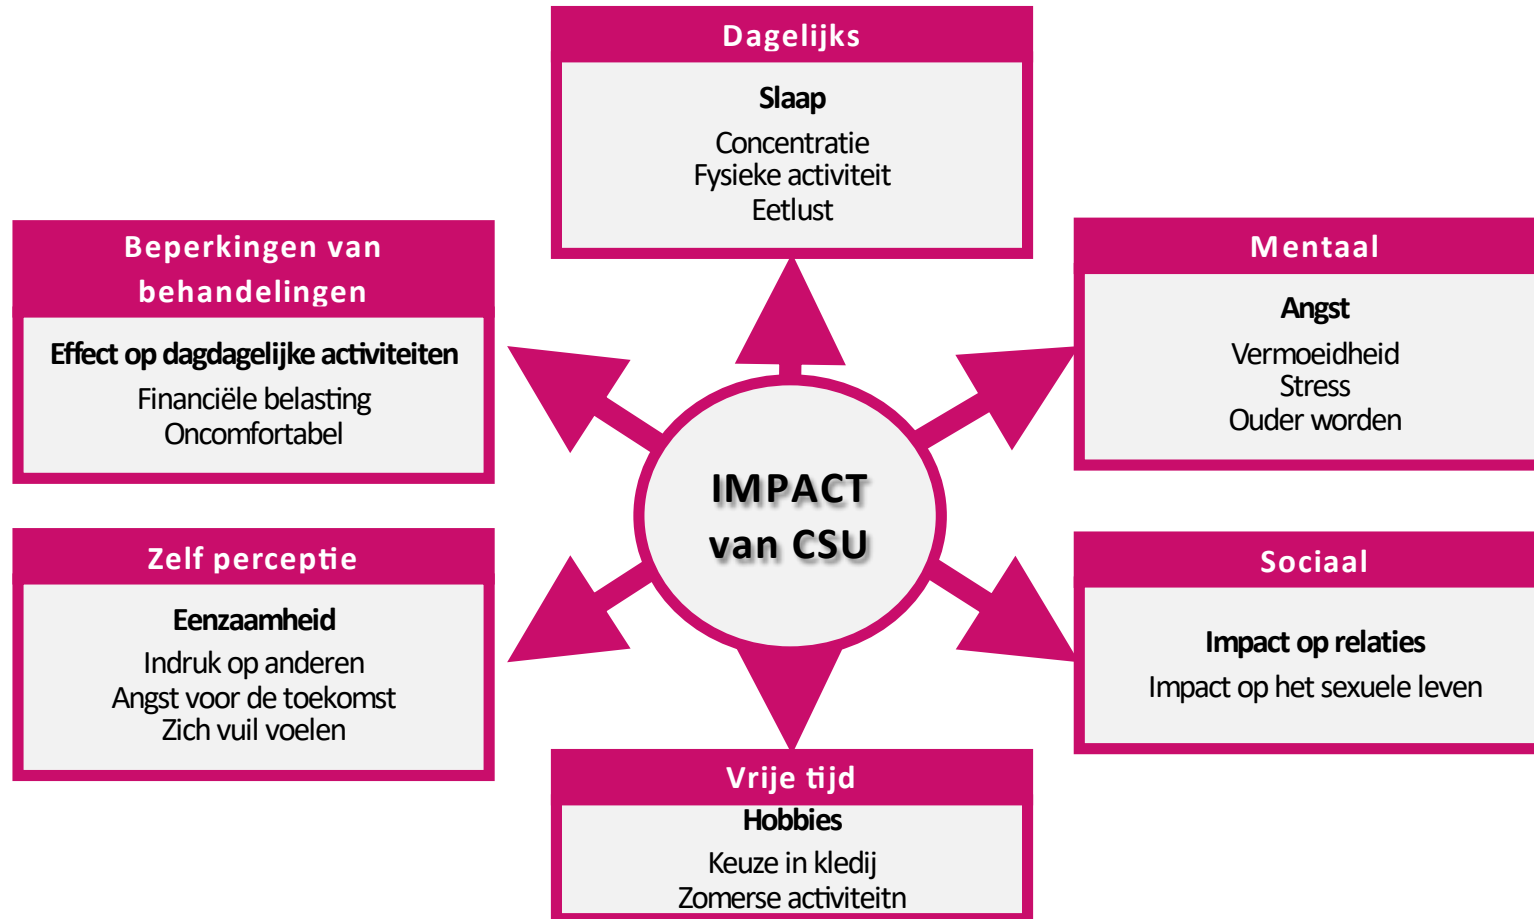 Dagelijks
Slaap
Concentratie
Fysieke activiteit
Eetlust
Beperkingen van
behandelingen
Effect op dagdagelijke activiteiten
Financiële belasting
Oncomfortabel
Mentaal
Angst
Vermoeidheid
Stress
Ouder worden
IMPACT
van CSU
Zelf perceptie
Eenzaamheid
Indruk op anderen
Angst voor de toekomst
Zich vuil voelen
Sociaal
Impact op relaties
Impact op het sexuele leven
Vrije tijd
Hobbies
Keuze in kledij
Zomerse activiteitn